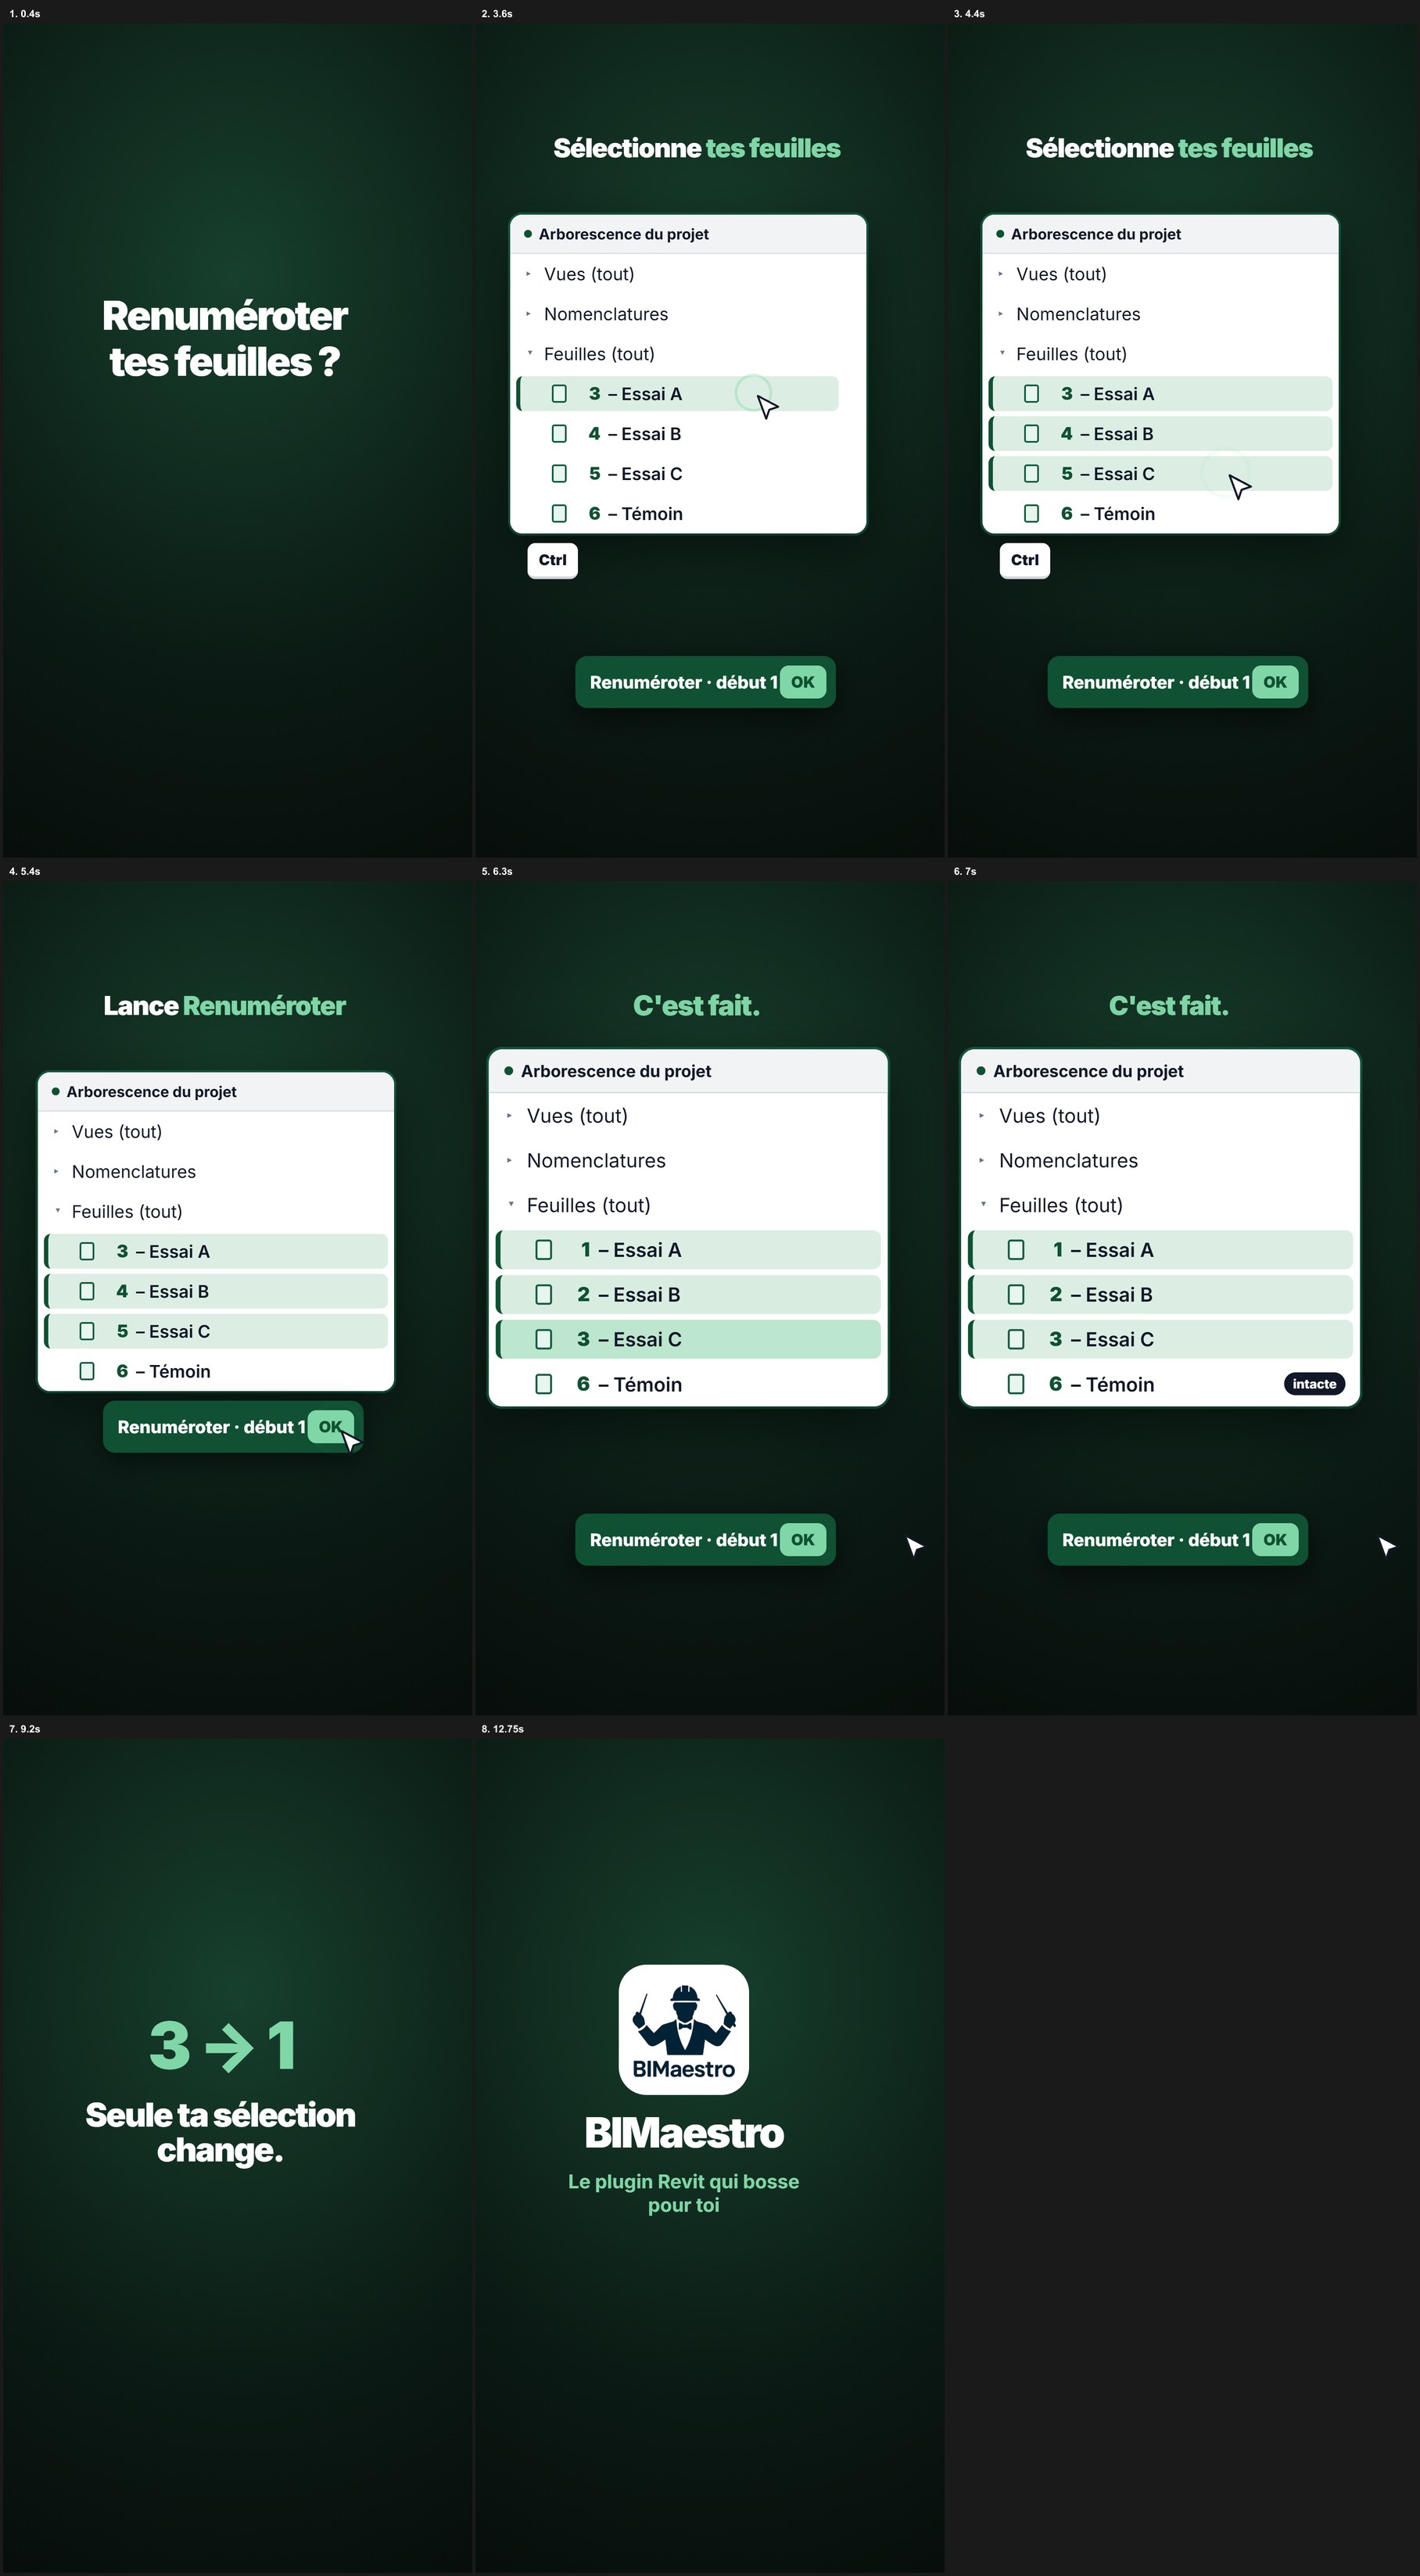 1. 0.4s
Renuméroter
tes feuilles ?
2. 3.6s
Sélectionne tes feuilles
Arborescence du projet
Vues (tout)
Nomenclatures
Feuilles (tout)
3 – Essai A
4 – Essai B
5 – Essai C
6 – Témoin
Ctrl
Renuméroter · début 1 OK
3. 4.4s
Sélectionne tes feuilles
Arborescence du projet
Vues (tout)
Nomenclatures
Feuilles (tout)
3 – Essai A
4 – Essai B
5 – Essai C
6 – Témoin
Ctrl
Renuméroter · début 1 OK
4. 5.4s
Lance Renuméroter
Arborescence du projet
Vues (tout)
Nomenclatures
Feuilles (tout)
3 – Essai A
4 – Essai B
5 – Essai C
6 – Témoin
Renuméroter · début 1 OK
5. 6.3s
C'est fait.
Arborescence du projet
Vues (tout)
Nomenclatures
Feuilles (tout)
1 – Essai A
2 – Essai B
3 – Essai C
6 – Témoin
Renuméroter · début 1 OK
6. 7s
C'est fait.
Arborescence du projet
Vues (tout)
Nomenclatures
Feuilles (tout)
1 – Essai A
2 – Essai B
3 – Essai C
6 – Témoin intacte
Renuméroter · début 1 OK
7. 9.2s
3 → 1
Seule ta sélection
change.
8. 12.75s
BIMaestro
BIMaestro
Le plugin Revit qui bosse
pour toi